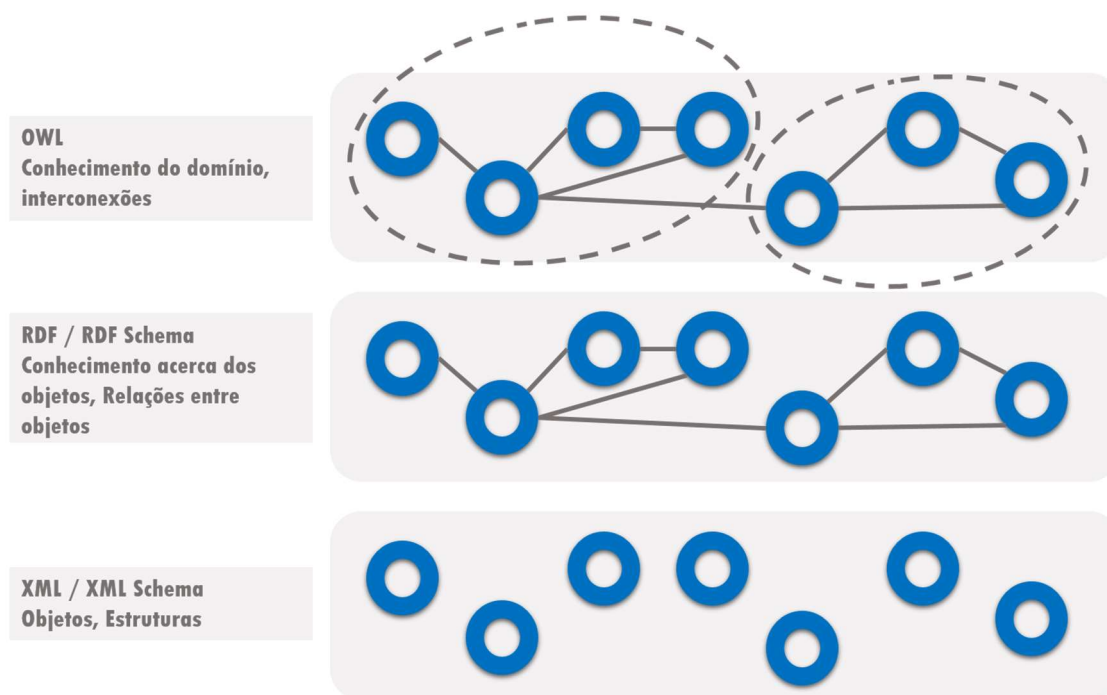 OWL
Conhecimento do domínio,
interconexões
RDF / RDF Schema
Conhecimento acerca dos
objetos, Relações entre
objetos
XML / XML Schema
Objetos, Estruturas